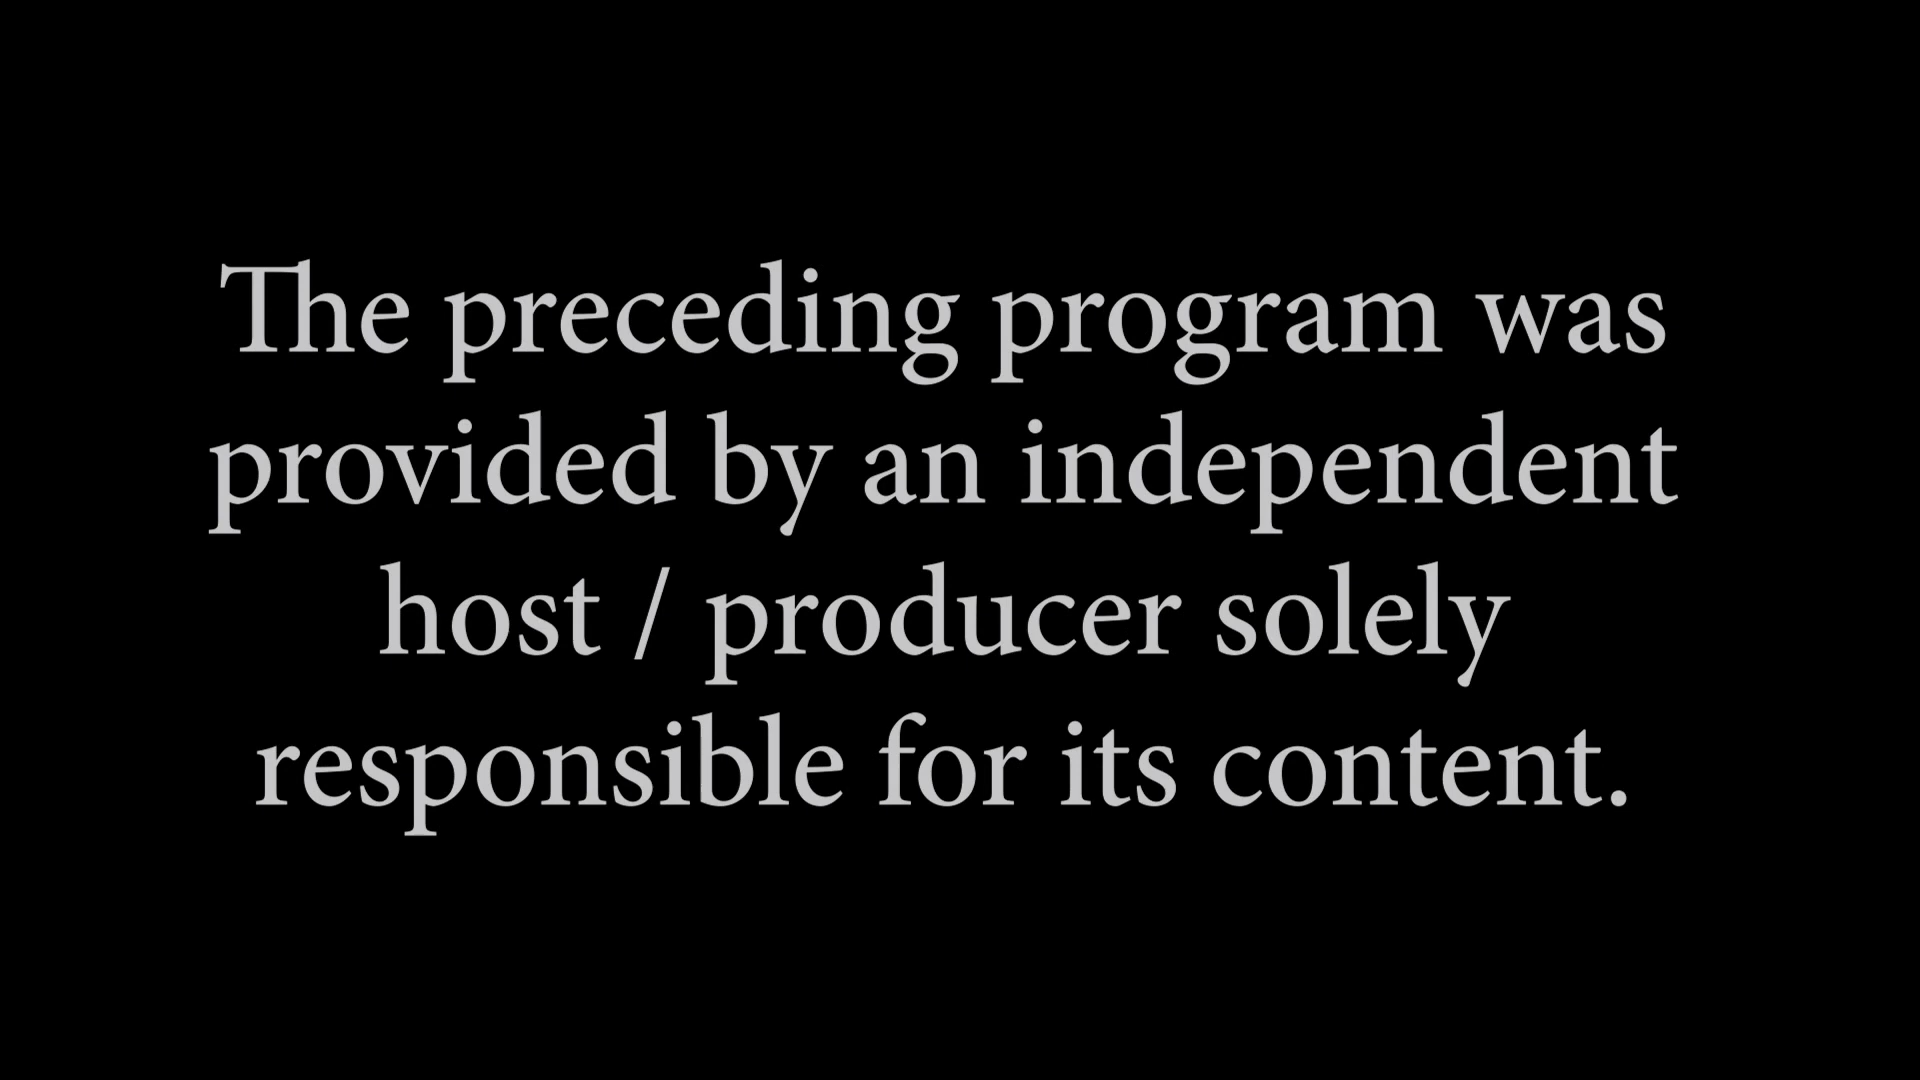 The preceding program was
provided by an independent
host / producer solely
responsible for its content.